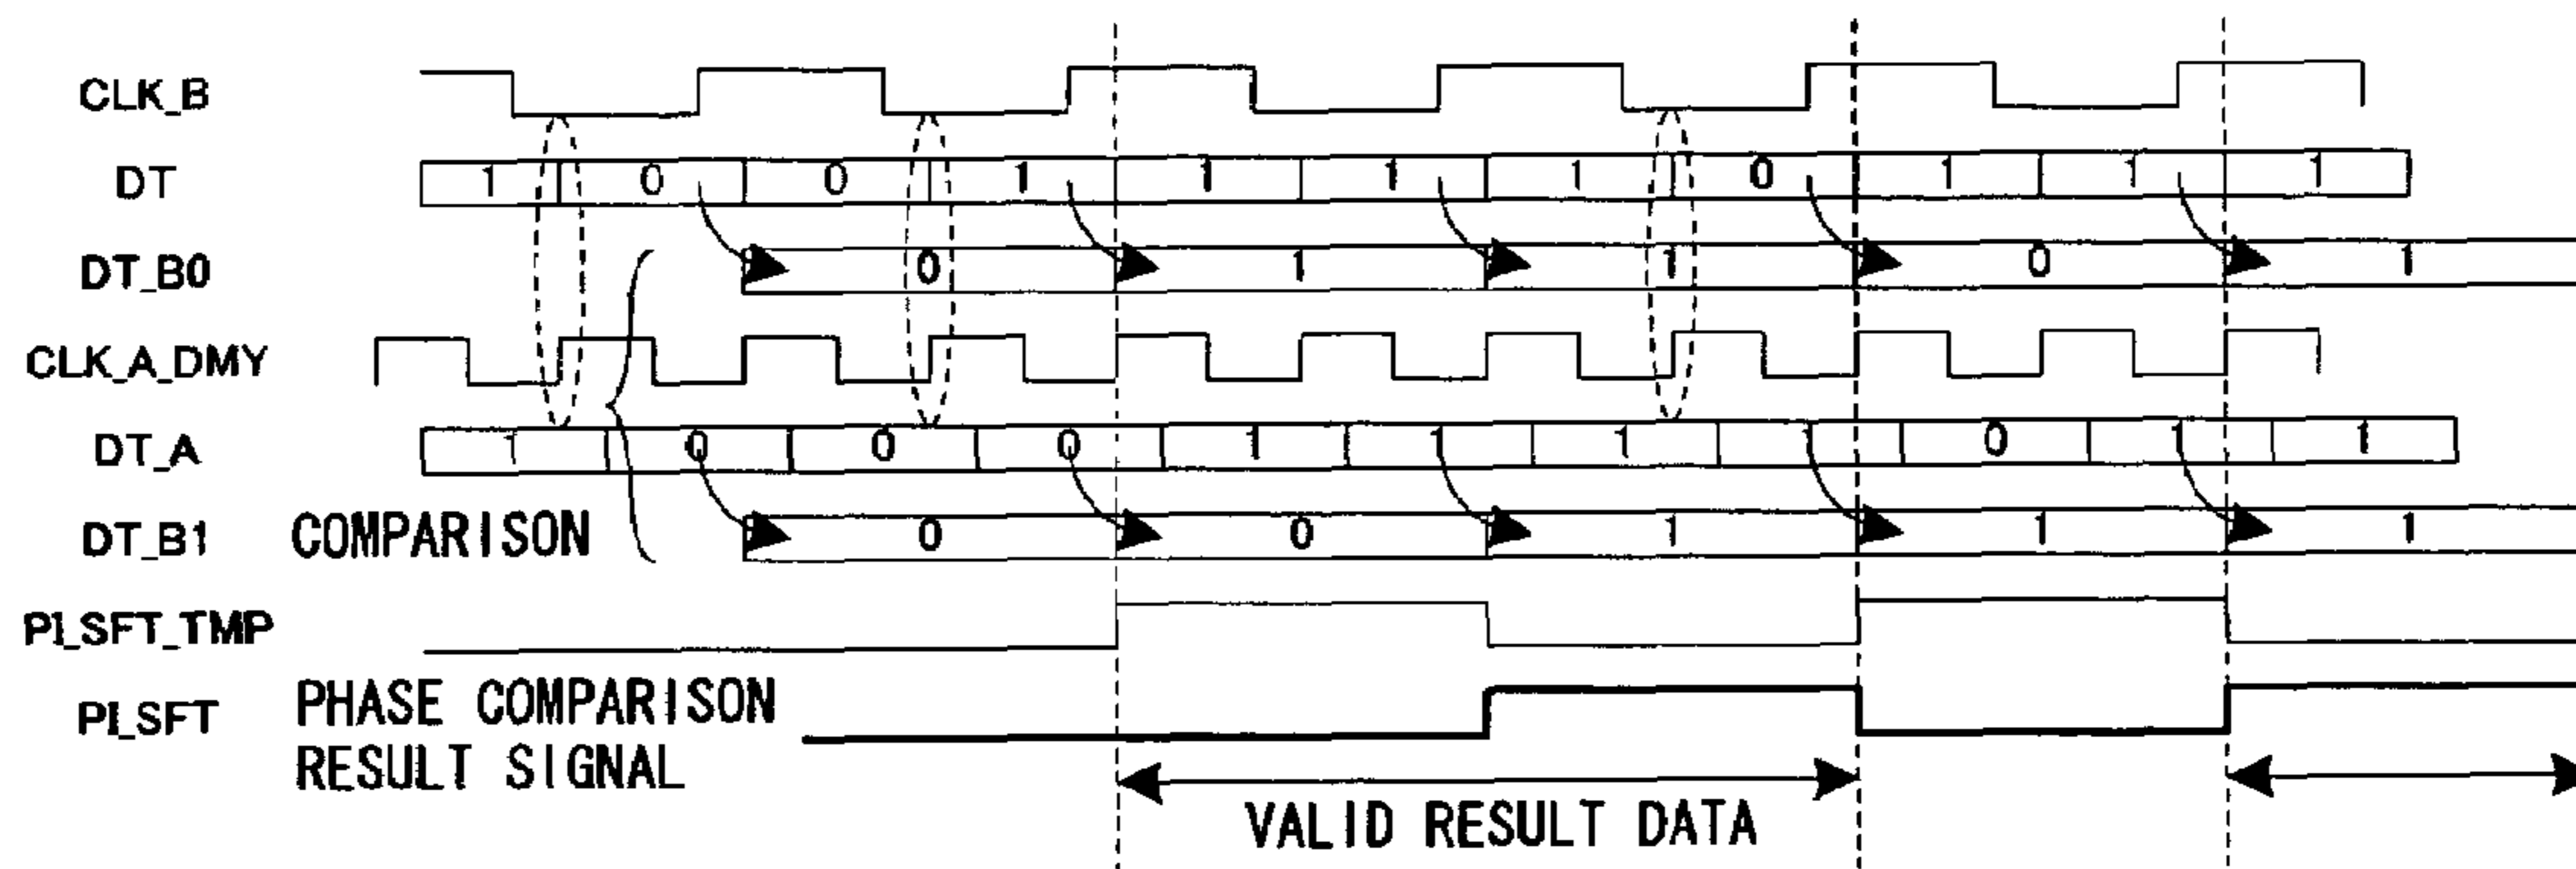 CLK_B
DT 1 0 0 1 1 1 1 0 1 1 1
DT_B0 0 1 1 0 1
CLK_A_DMY
DT_A 1 0 0 0 1 1 1 1 0 1 1
DT_B1 COMPARISON 0 0 1 1 1
PI_SFT_TMP
PI_SFT PHASE COMPARISON
RESULT SIGNAL
VALID RESULT DATA